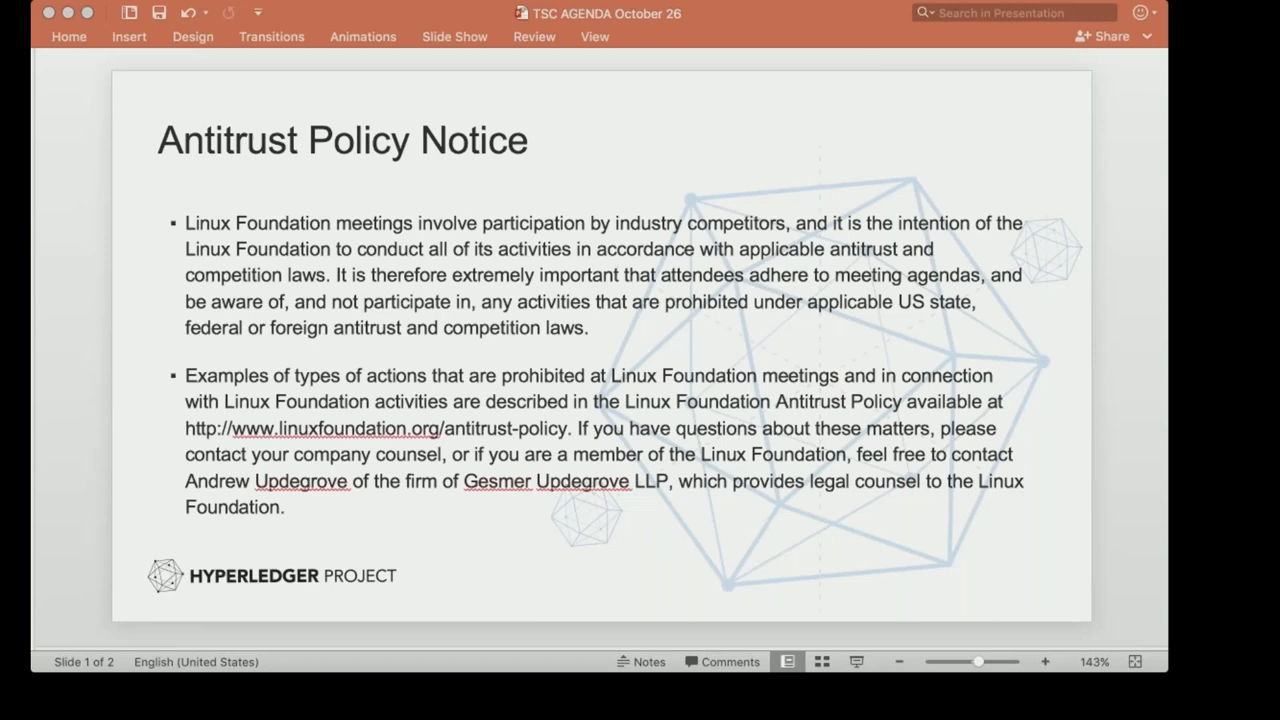 TSC AGENDA October 26
Search in Presentation
Home Insert Design Transitions Animations Slide Show Review View
Share
Antitrust Policy Notice
▪ Linux Foundation meetings involve participation by industry competitors, and it is the intention of the
Linux Foundation to conduct all of its activities in accordance with applicable antitrust and
competition laws. It is therefore extremely important that attendees adhere to meeting agendas, and
be aware of, and not participate in, any activities that are prohibited under applicable US state,
federal or foreign antitrust and competition laws.
▪ Examples of types of actions that are prohibited at Linux Foundation meetings and in connection
with Linux Foundation activities are described in the Linux Foundation Antitrust Policy available at
http://www.linuxfoundation.org/antitrust-policy. If you have questions about these matters, please
contact your company counsel, or if you are a member of the Linux Foundation, feel free to contact
Andrew Updegrove of the firm of Gesmer Updegrove LLP, which provides legal counsel to the Linux
Foundation.
HYPERLEDGER PROJECT
Slide 1 of 2 English (United States) Notes Comments 143%